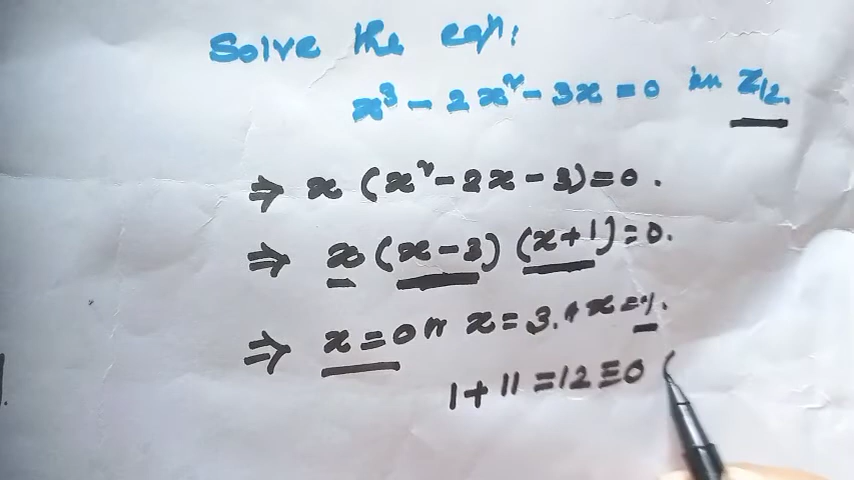 Solve the eqn:
x³ - 2x² - 3x = 0 in Z₁₂.
⇒ x (x² - 2x - 3) = 0.
⇒ x (x - 3) (x + 1) = 0.
⇒ x = 0 or x = 3. or x = -1.
1 + 11 = 12 ≡ 0 (